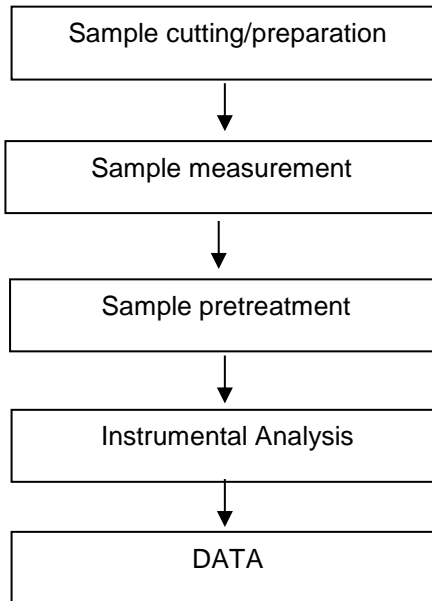 Sample cutting/preparation
Sample measurement
Sample pretreatment
Instrumental Analysis
DATA